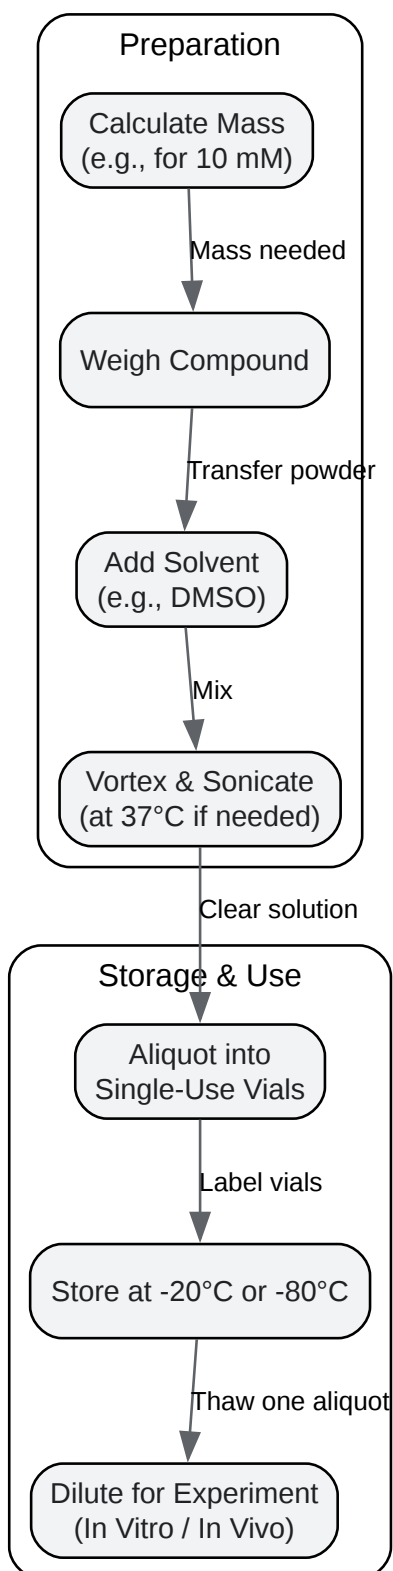 Preparation
Calculate Mass
(e.g., for 10 mM)
Mass needed
Weigh Compound
Transfer powder
Add Solvent
(e.g., DMSO)
Mix
Vortex & Sonicate
(at 37°C if needed)
Clear solution
Storage & Use
Aliquot into
Single-Use Vials
Label vials
Store at -20°C or -80°C
Thaw one aliquot
Dilute for Experiment
(In Vitro / In Vivo)